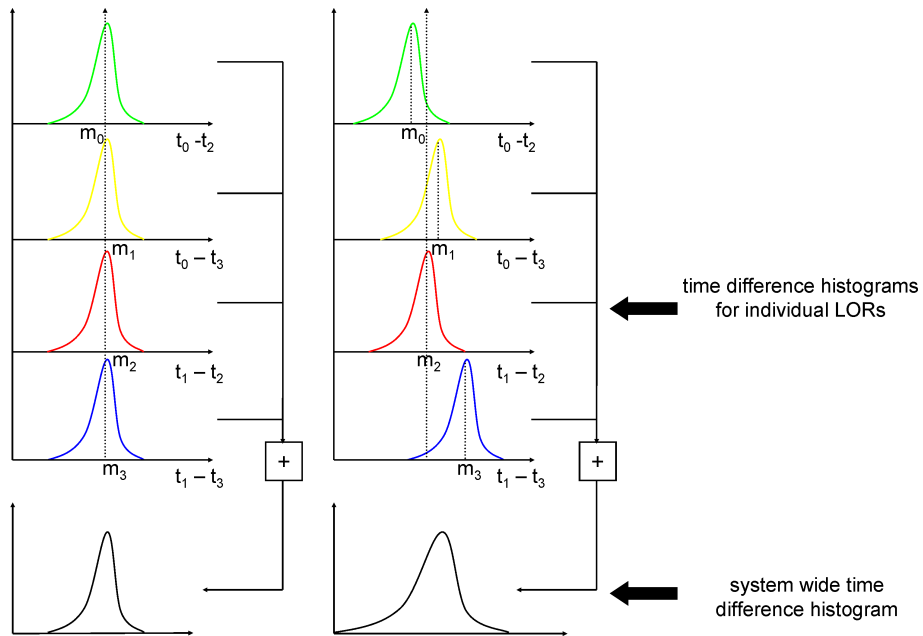 m0
t0 -t2
m1
t0 – t3
m2
t1 – t2
m3
t1 – t3
+
m0
t0 -t2
m1
t0 – t3
m2
t1 – t2
m3
t1 – t3
+
time difference histograms
for individual LORs
system wide time
difference histogram